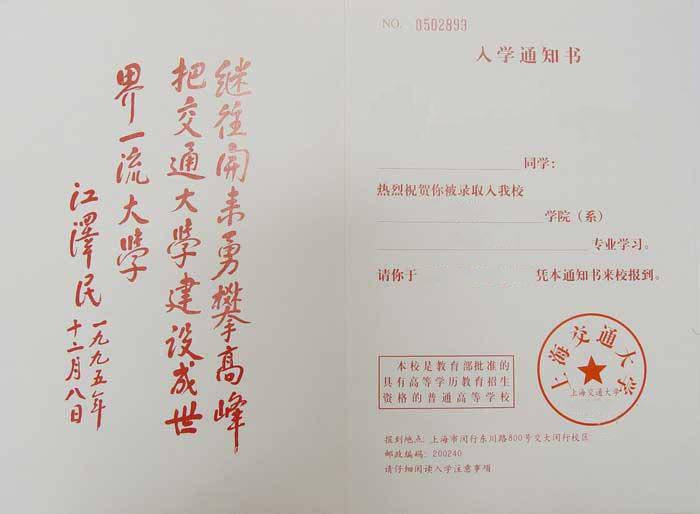 继往开来勇攀高峰
把交通大学建设成世
界一流大学
江泽民
一九九五年
十二月八日
NO. 0502893
入学通知书
同学:
热烈祝贺你被录取入我校
学院（系）
专业学习。
请你于 凭本通知书来校报到。
本校是教育部批准的
具有高等学历教育招生
资格的普通高等学校
上海交通大学
上海交通大学
报到地点: 上海市闵行东川路800号交大闵行校区
邮政编码: 200240
请仔细阅读入学注意事项